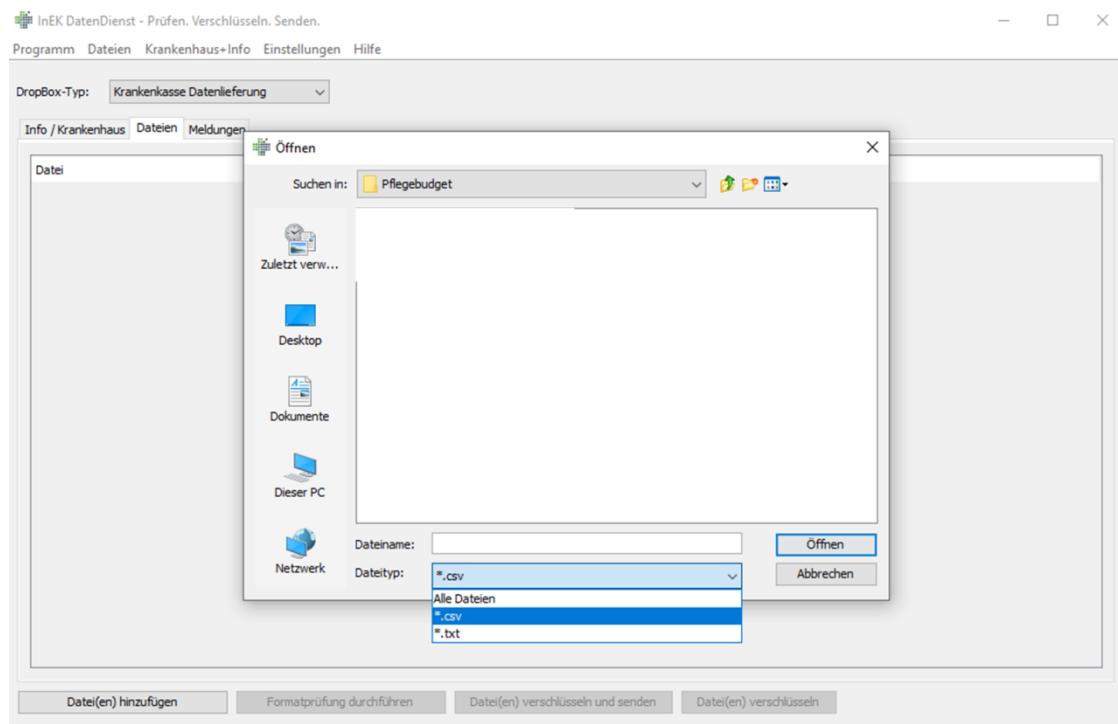 InEK DatenDienst - Prüfen. Verschlüsseln. Senden.
Programm Dateien Krankenhaus+Info Einstellungen Hilfe
DropBox-Typ: Krankenkasse Datenlieferung
Info / Krankenhaus Dateien Meldungen
Datei
Öffnen
Suchen in: Pflegebudget
Zuletzt verw...
Desktop
Dokumente
Dieser PC
Netzwerk
Dateiname:
Öffnen
Dateityp: *.csv
Abbrechen
Alle Dateien
*.csv
*.txt
Datei(en) hinzufügen Formatprüfung durchführen Datei(en) verschlüsseln und senden Datei(en) verschlüsseln